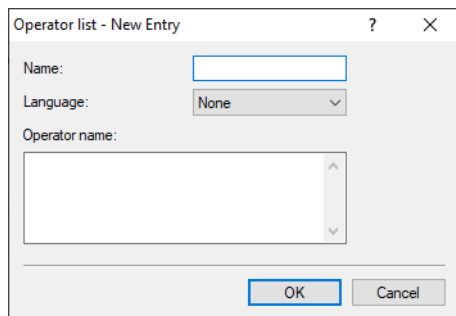 Operator list - New Entry
Name:
Language: None
Operator name:
OK Cancel